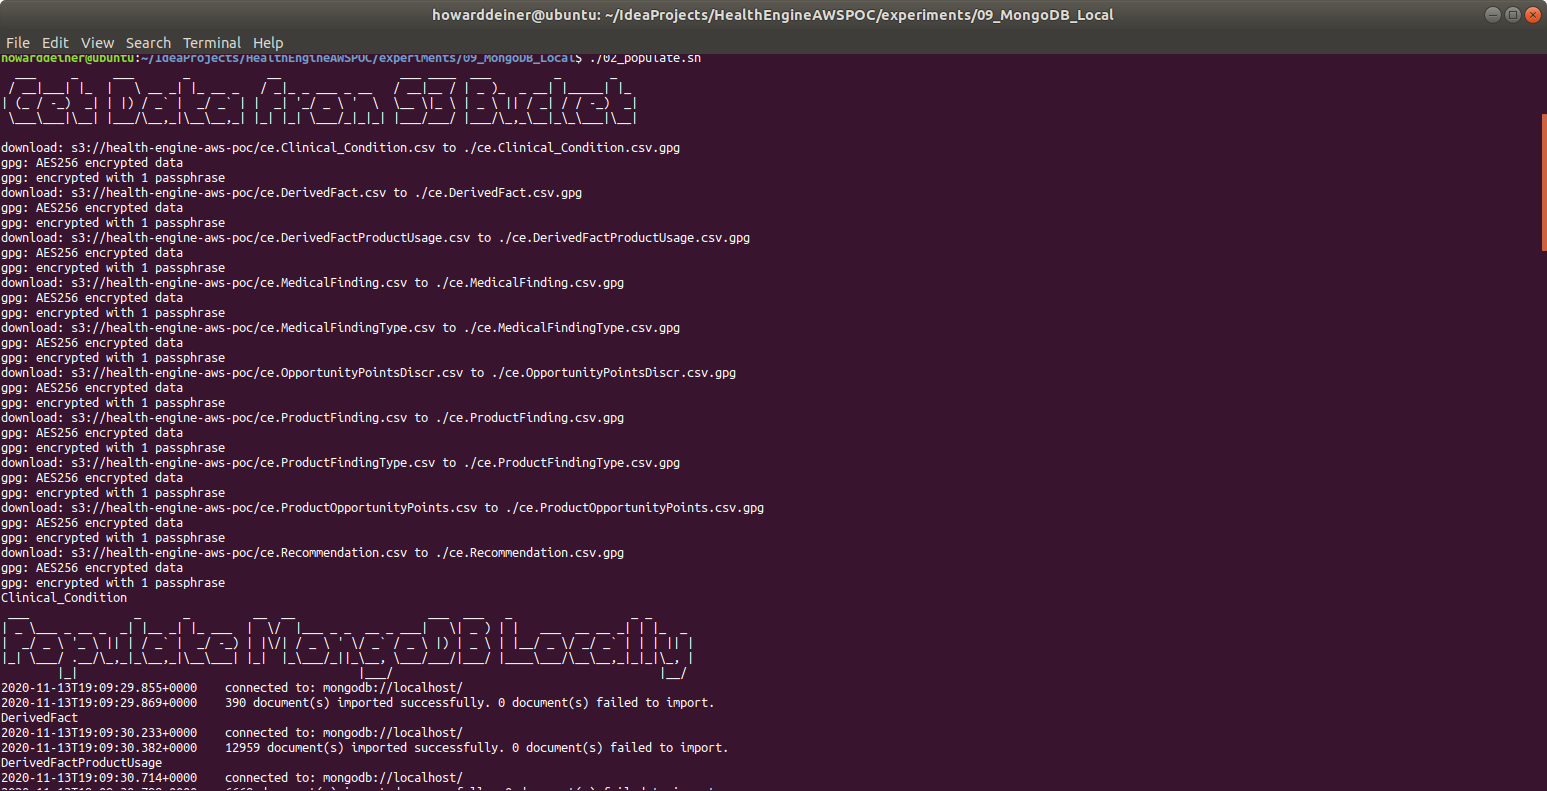 howarddeiner@ubuntu: ~/IdeaProjects/HealthEngineAWSPOC/experiments/09_MongoDB_Local
File Edit View Search Terminal Help
howarddeiner@ubuntu:~/IdeaProjects/HealthEngineAWSPOC/experiments/09_MongoDB_Local$ ./02_populate.sh
Get Data from S3 Bucket
download: s3://health-engine-aws-poc/ce.Clinical_Condition.csv to ./ce.Clinical_Condition.csv.gpg
gpg: AES256 encrypted data
gpg: encrypted with 1 passphrase
download: s3://health-engine-aws-poc/ce.DerivedFact.csv to ./ce.DerivedFact.csv.gpg
gpg: AES256 encrypted data
gpg: encrypted with 1 passphrase
download: s3://health-engine-aws-poc/ce.DerivedFactProductUsage.csv to ./ce.DerivedFactProductUsage.csv.gpg
gpg: AES256 encrypted data
gpg: encrypted with 1 passphrase
download: s3://health-engine-aws-poc/ce.MedicalFinding.csv to ./ce.MedicalFinding.csv.gpg
gpg: AES256 encrypted data
gpg: encrypted with 1 passphrase
download: s3://health-engine-aws-poc/ce.MedicalFindingType.csv to ./ce.MedicalFindingType.csv.gpg
gpg: AES256 encrypted data
gpg: encrypted with 1 passphrase
download: s3://health-engine-aws-poc/ce.OpportunityPointsDiscr.csv to ./ce.OpportunityPointsDiscr.csv.gpg
gpg: AES256 encrypted data
gpg: encrypted with 1 passphrase
download: s3://health-engine-aws-poc/ce.ProductFinding.csv to ./ce.ProductFinding.csv.gpg
gpg: AES256 encrypted data
gpg: encrypted with 1 passphrase
download: s3://health-engine-aws-poc/ce.ProductFindingType.csv to ./ce.ProductFindingType.csv.gpg
gpg: AES256 encrypted data
gpg: encrypted with 1 passphrase
download: s3://health-engine-aws-poc/ce.ProductOpportunityPoints.csv to ./ce.ProductOpportunityPoints.csv.gpg
gpg: AES256 encrypted data
gpg: encrypted with 1 passphrase
download: s3://health-engine-aws-poc/ce.Recommendation.csv to ./ce.Recommendation.csv.gpg
gpg: AES256 encrypted data
gpg: encrypted with 1 passphrase
Clinical_Condition
Populate MongoDB Locally
2020-11-13T19:09:29.855+0000 connected to: mongodb://localhost/
2020-11-13T19:09:29.869+0000 390 document(s) imported successfully. 0 document(s) failed to import.
DerivedFact
2020-11-13T19:09:30.233+0000 connected to: mongodb://localhost/
2020-11-13T19:09:30.382+0000 12959 document(s) imported successfully. 0 document(s) failed to import.
DerivedFactProductUsage
2020-11-13T19:09:30.714+0000 connected to: mongodb://localhost/